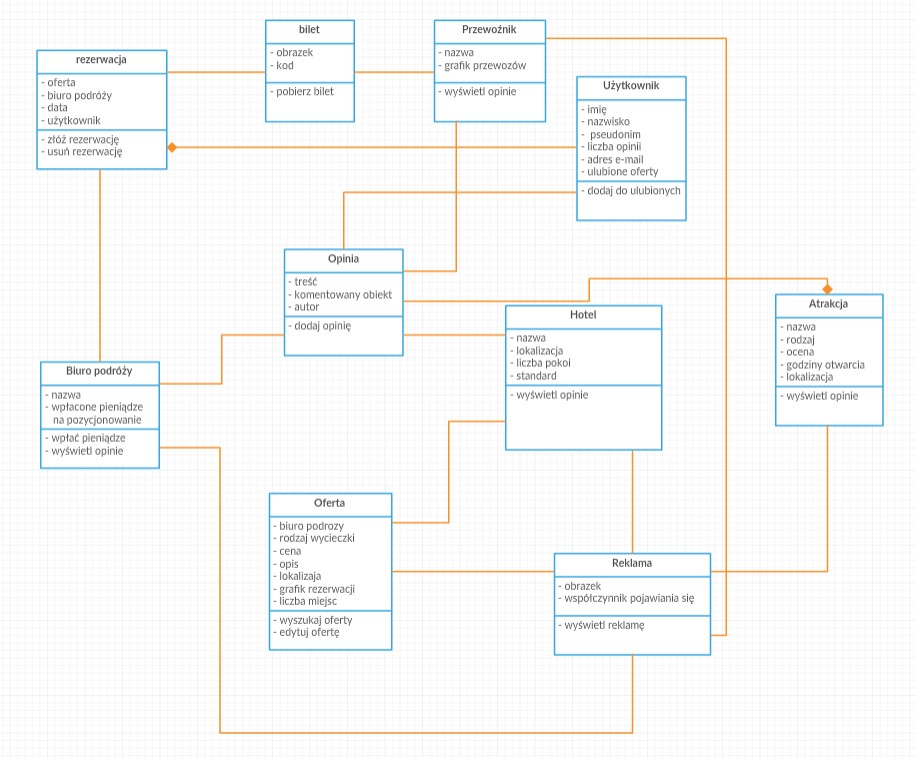 rezerwacja
- oferta
- biuro podróży
- data
- użytkownik
- złóż rezerwację
- usuń rezerwację
bilet
- obrazek
- kod
- pobierz bilet
Przewoźnik
- nazwa
- grafik przewozów
- wyświetl opinie
Użytkownik
- imię
- nazwisko
- pseudonim
- liczba opinii
- adres e-mail
- ulubione oferty
- dodaj do ulubionych
Opinia
- treść
- komentowany obiekt
- autor
- dodaj opinię
Hotel
- nazwa
- lokalizacja
- liczba pokoi
- standard
- wyświetl opinie
Atrakcja
- nazwa
- rodzaj
- ocena
- godziny otwarcia
- lokalizacja
- wyświetl opinie
Biuro podróży
- nazwa
- wpłacone pieniądze
na pozycjonowanie
- wpłać pieniądze
- wyświetl opinie
Oferta
- biuro podrozy
- rodzaj wycieczki
- cena
- opis
- lokalizaja
- grafik rezerwacji
- liczba miejsc
- wyszukaj oferty
- edytuj ofertę
Reklama
- obrazek
- współczynnik pojawiania się
- wyświetl reklamę